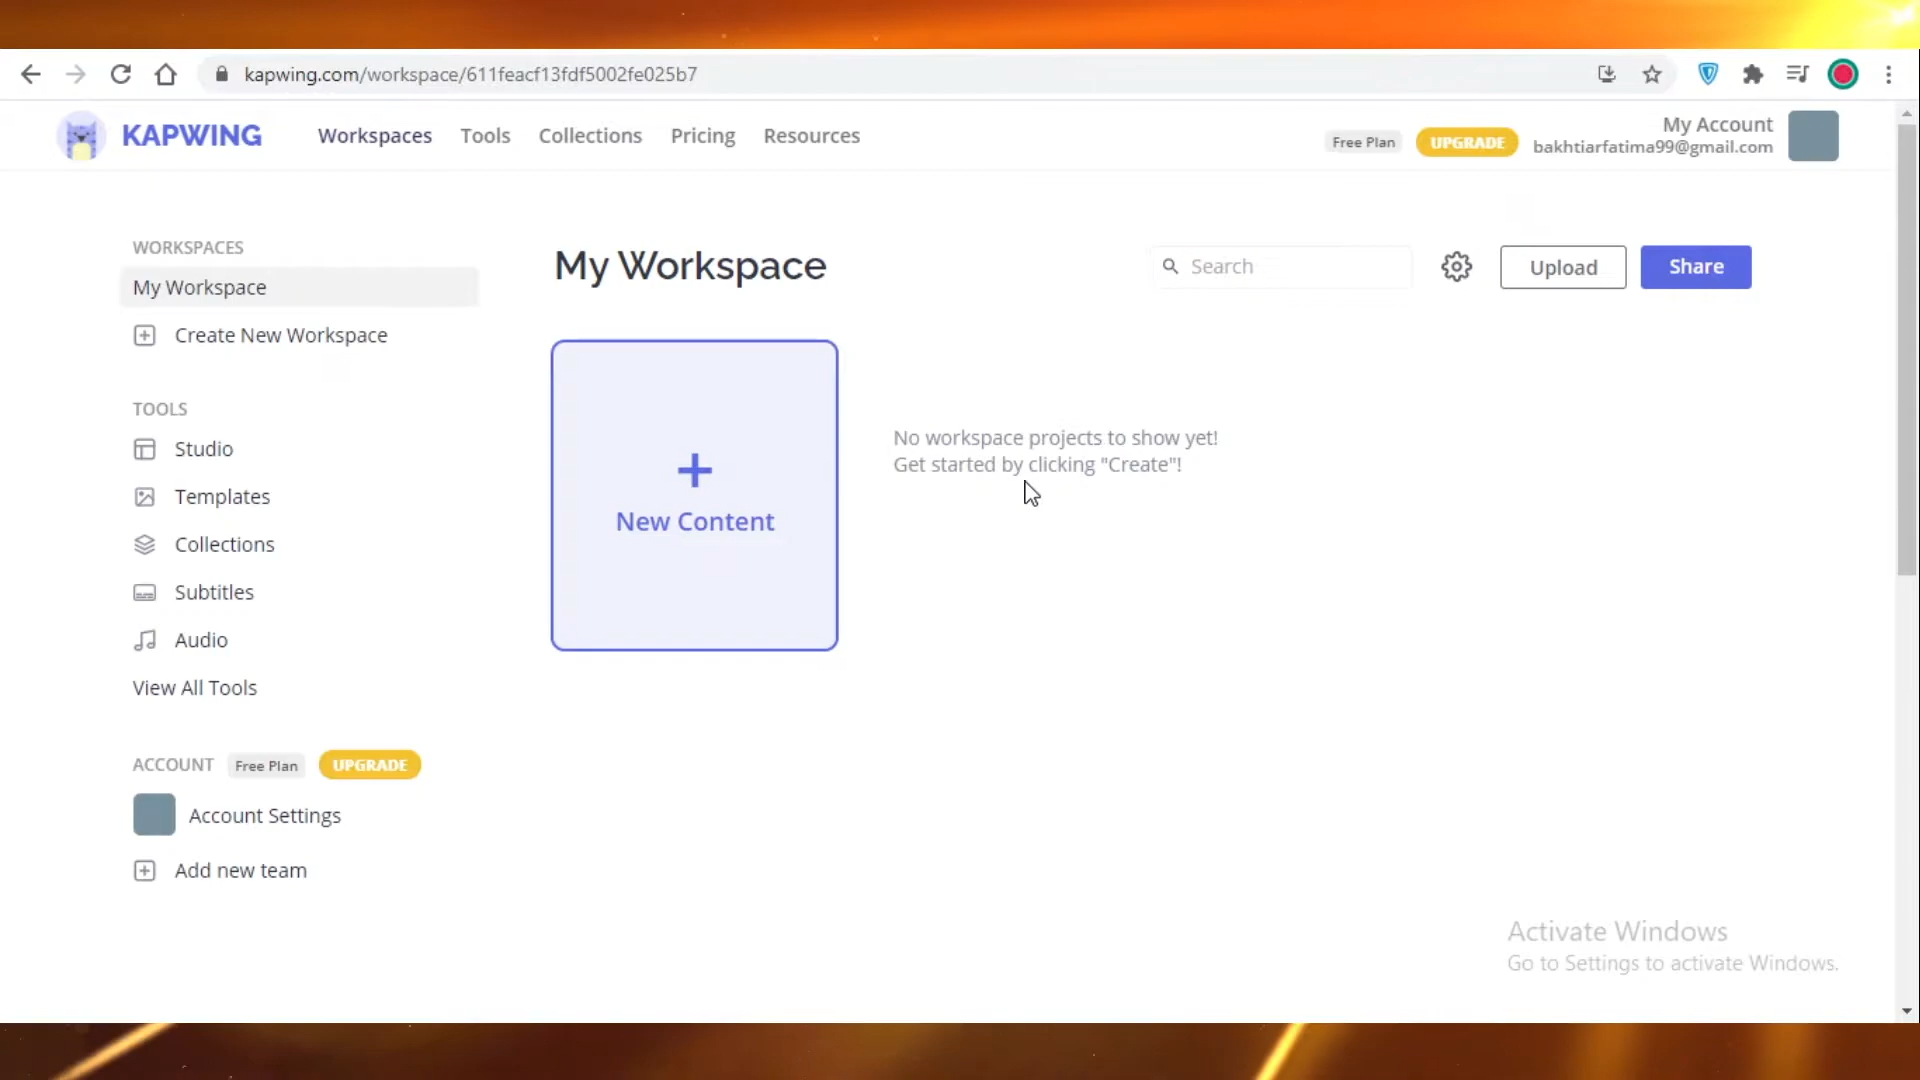 kapwing.com/workspace/611feacf13fdf5002fe025b7
KAPWING
Workspaces
Tools
Collections
Pricing
Resources
Free Plan
UPGRADE
My Account
bakhtiarfatima99@gmail.com
WORKSPACES
My Workspace
Create New Workspace
TOOLS
Studio
Templates
Collections
Subtitles
Audio
View All Tools
ACCOUNT
Free Plan
UPGRADE
Account Settings
Add new team
My Workspace
Search
Upload
Share
New Content
No workspace projects to show yet!
Get started by clicking "Create"!
Activate Windows
Go to Settings to activate Windows.